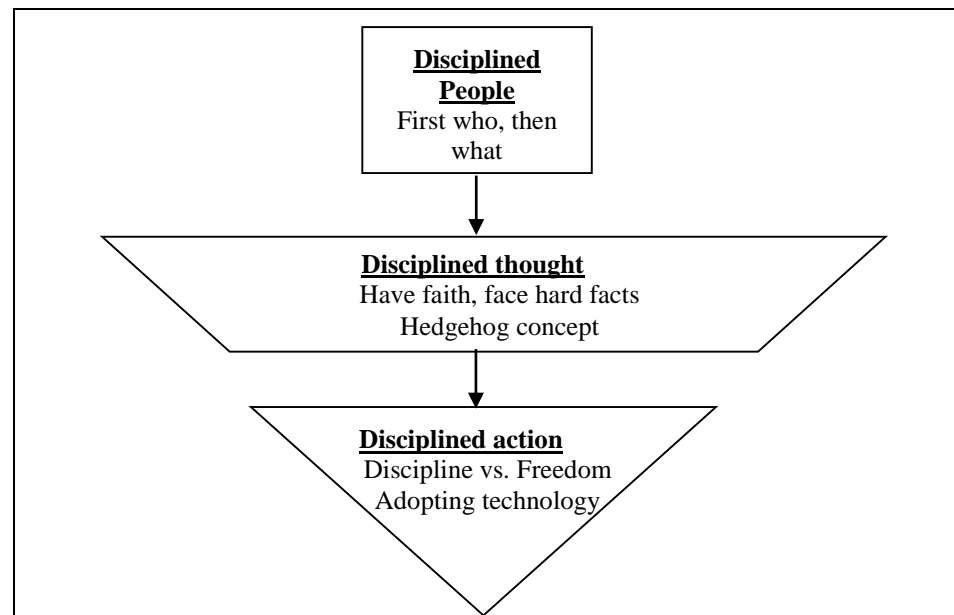 Disciplined
People
First who, then
what
Disciplined thought
Have faith, face hard facts
Hedgehog concept
Disciplined action
Discipline vs. Freedom
Adopting technology